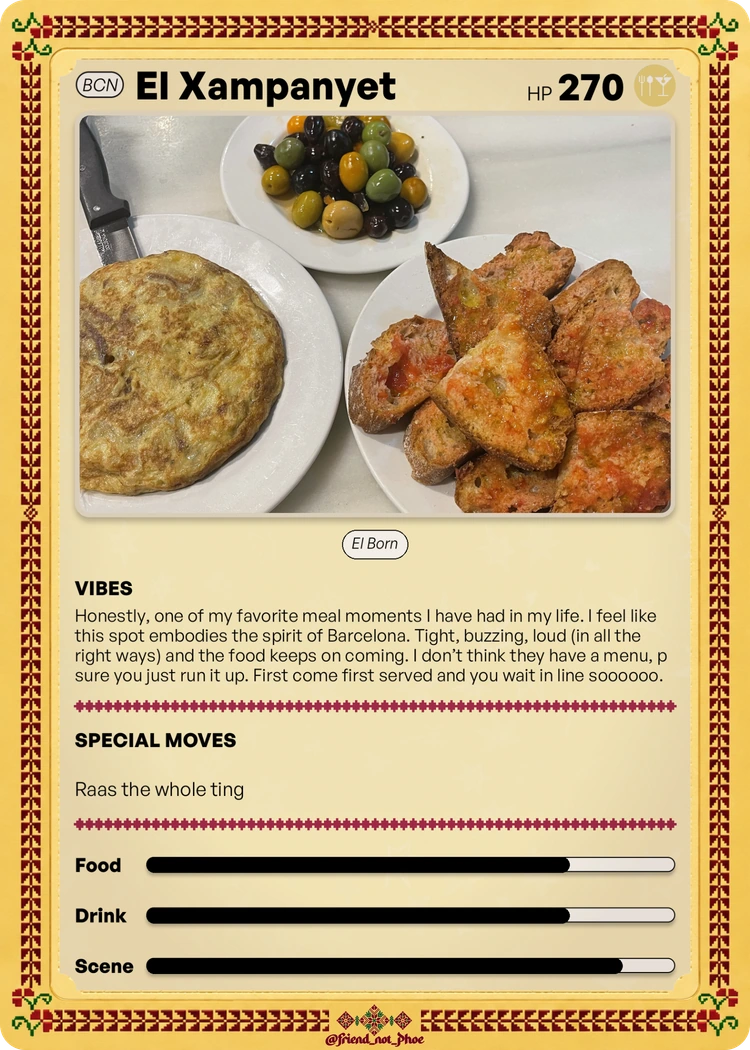 BCN El Xampanyet HP 270
El Born
VIBES
Honestly, one of my favorite meal moments I have had in my life. I feel like
this spot embodies the spirit of Barcelona. Tight, buzzing, loud (in all the
right ways) and the food keeps on coming. I don’t think they have a menu, p
sure you just run it up. First come first served and you wait in line soooooo.
SPECIAL MOVES
Raas the whole ting
Food
Drink
Scene
@friend_not_Phoe